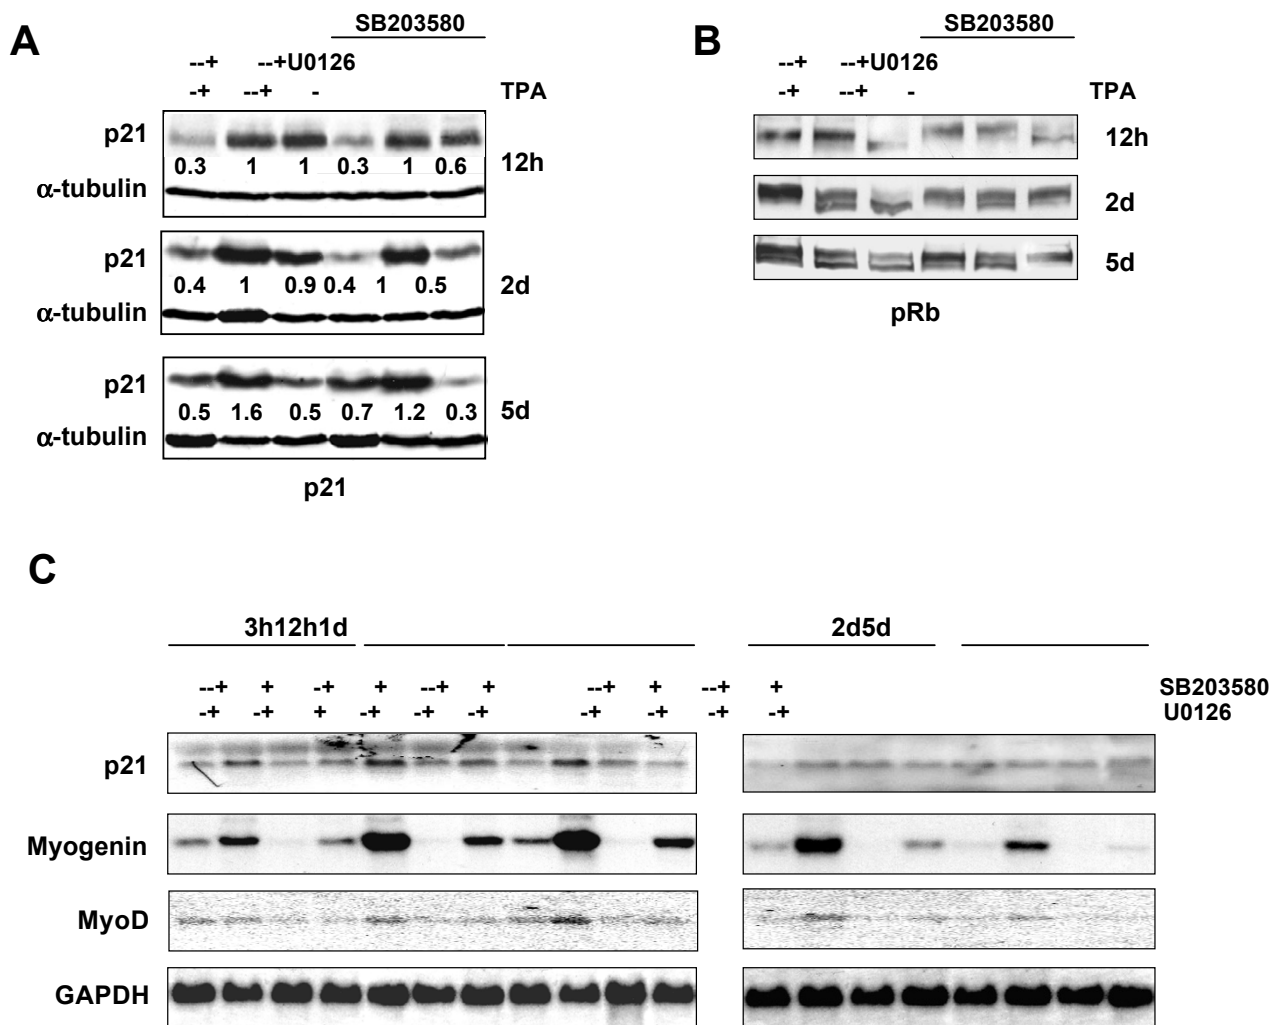 A
SB203580
--+ --+U0126
-+ --+ - TPA
p21
0.3 1 1 0.3 1 0.6
12h
α-tubulin
p21
0.4 1 0.9 0.4 1 0.5
2d
α-tubulin
p21
0.5 1.6 0.5 0.7 1.2 0.3
5d
α-tubulin
p21
B
SB203580
--+ --+U0126
-+ --+ - TPA
12h
2d
5d
pRb
C
3h12h1d 2d5d
--+ + -+ + --+ + --+ + --+ + SB203580
-+ -+ + -+ -+ -+ -+ -+ -+ -+ U0126
p21
Myogenin
MyoD
GAPDH